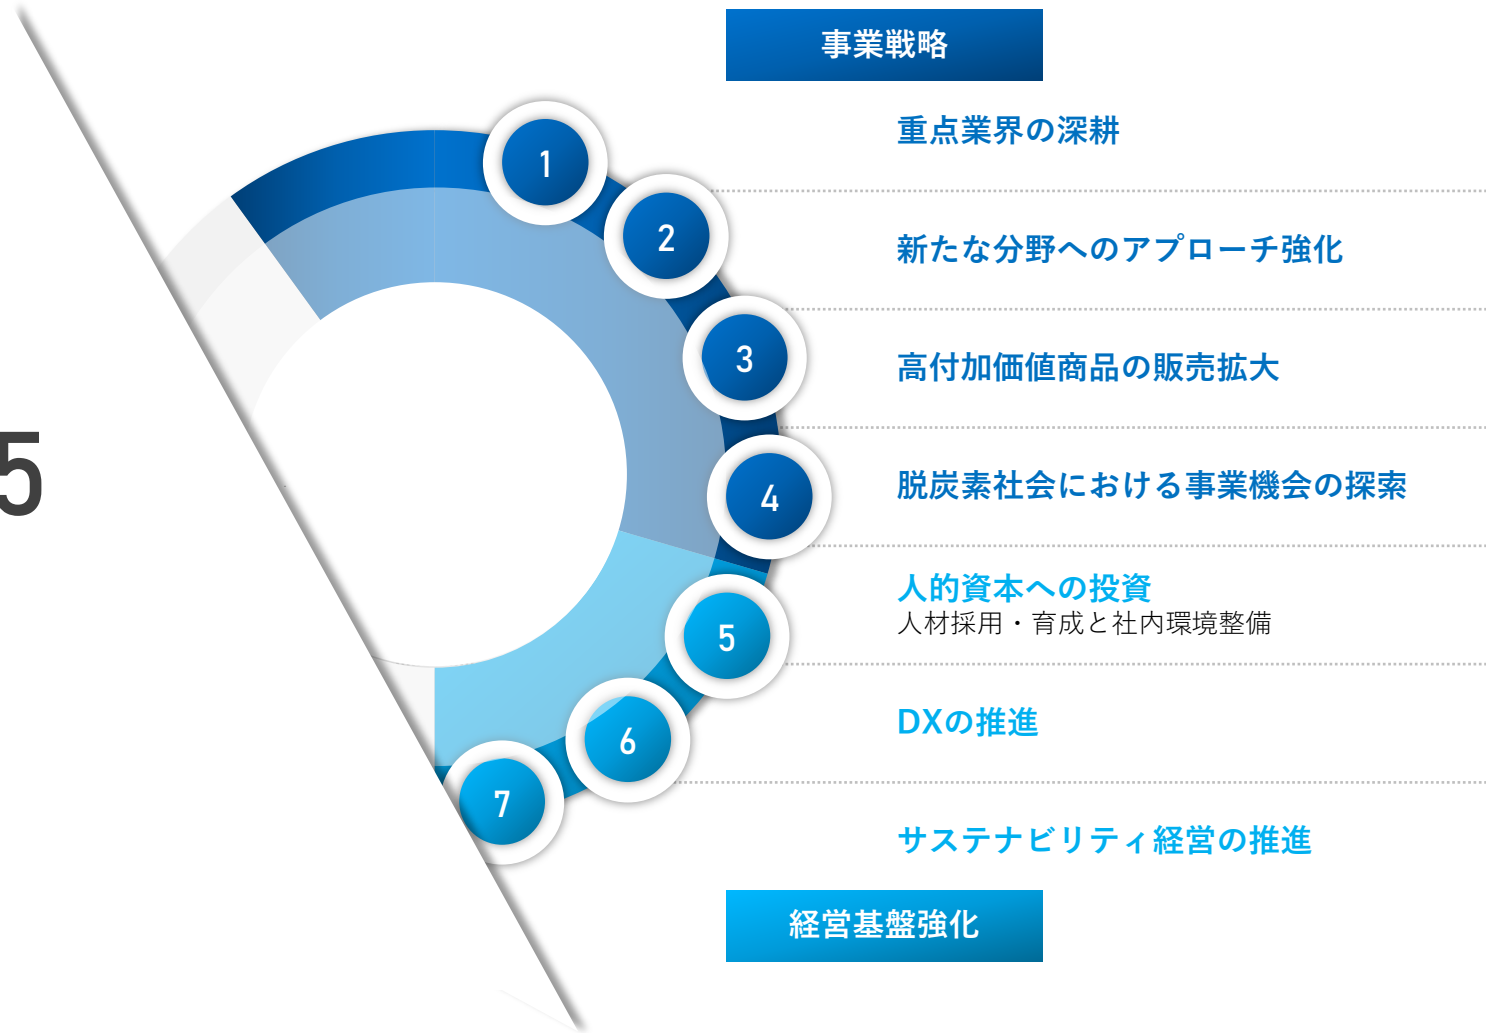 事業戦略
1
重点業界の深耕
2
新たな分野へのアプローチ強化
3
高付加価値商品の販売拡大
4
脱炭素社会における事業機会の探索
5
5
人的資本への投資
人材採用・育成と社内環境整備
6
DXの推進
7
サステナビリティ経営の推進
経営基盤強化